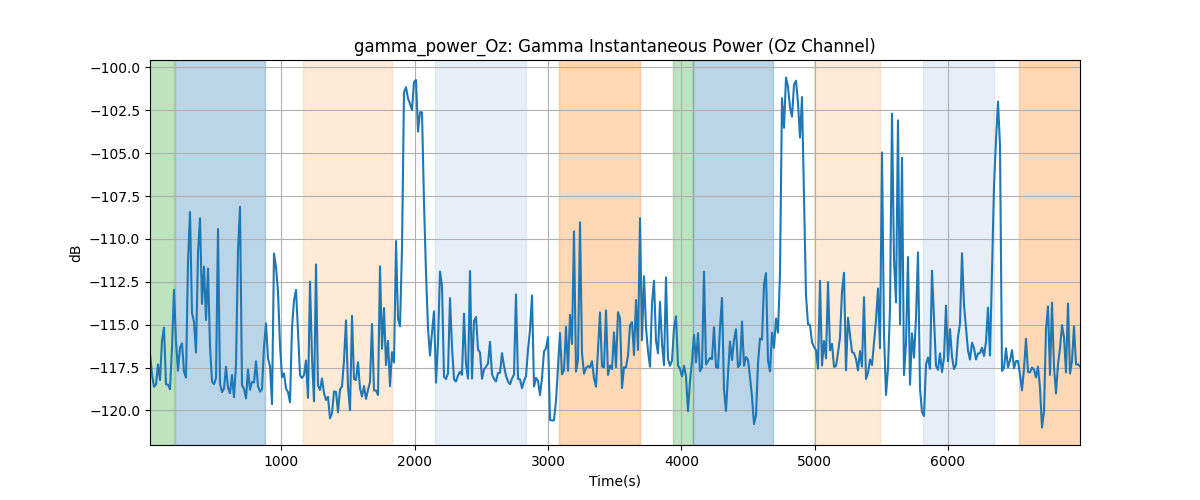 gamma_power_Oz: Gamma Instantaneous Power (Oz Channel)
−100.0
−102.5
−105.0
−107.5
−110.0
−112.5
−115.0
−117.5
−120.0
dB
1000 2000 3000 4000 5000 6000
Time(s)